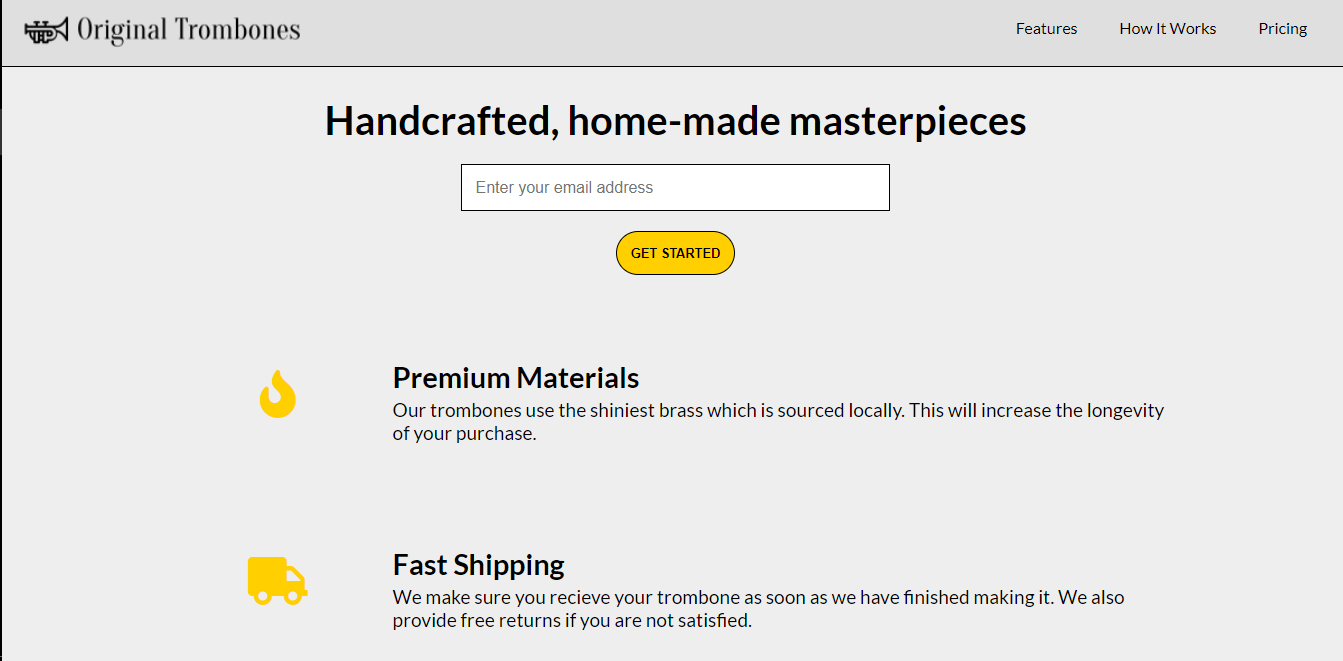 Original Trombones
Features
How It Works
Pricing
Handcrafted, home-made masterpieces
Enter your email address
GET STARTED
Premium Materials
Our trombones use the shiniest brass which is sourced locally. This will increase the longevity
of your purchase.
Fast Shipping
We make sure you recieve your trombone as soon as we have finished making it. We also
provide free returns if you are not satisfied.